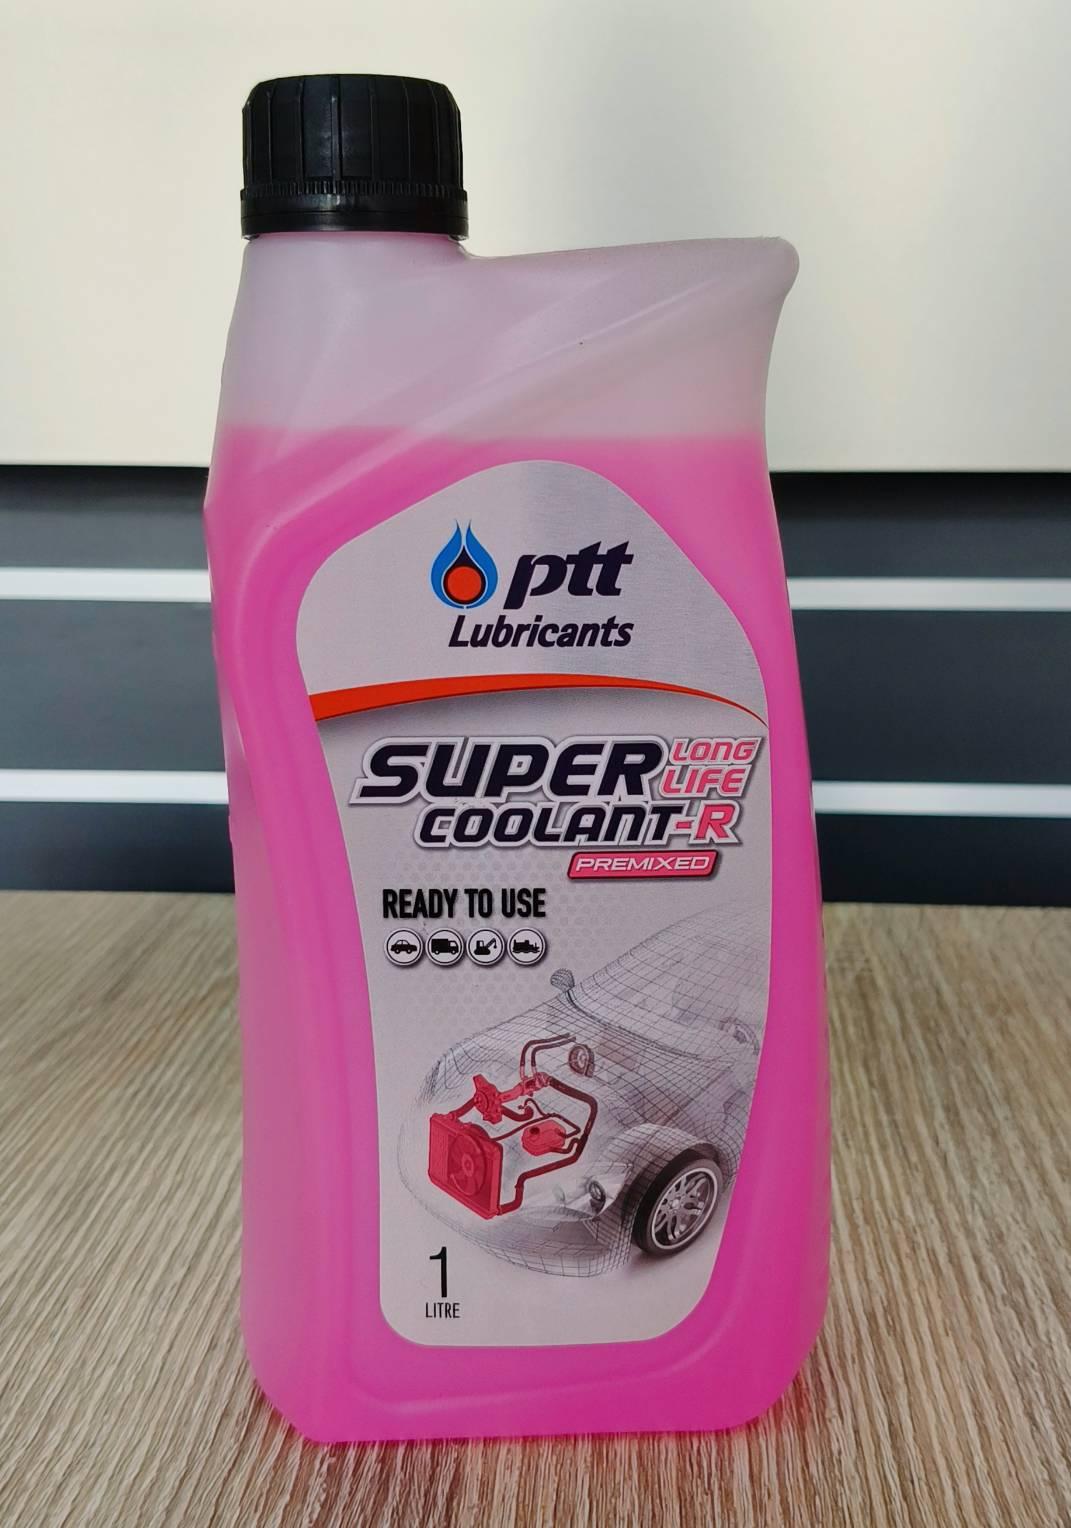 ptt
Lubricants
SUPER LONG LIFE
COOLANT-R
PREMIXED
READY TO USE
1
LITRE